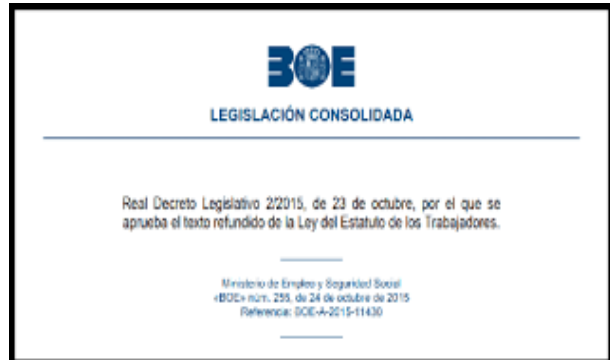 BOE
LEGISLACIÓN CONSOLIDADA
Real Decreto Legislativo 2/2015, de 23 de octubre, por el que se
aprueba el texto refundido de la Ley del Estatuto de los Trabajadores.
Ministerio de Empleo y Seguridad Social
«BOE» núm. 255, de 24 de octubre de 2015
Referencia: BOE-A-2015-11430